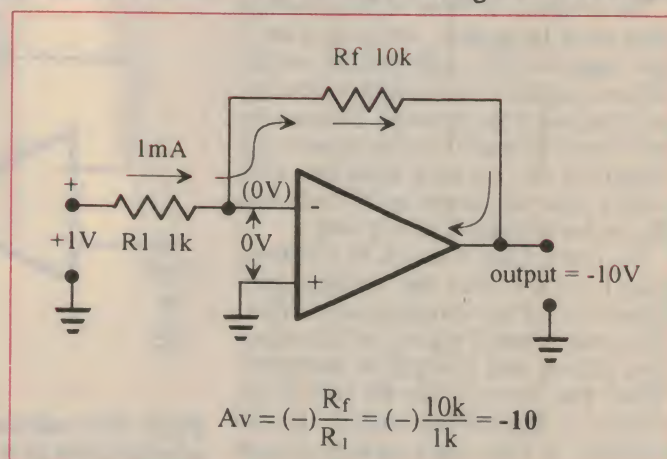 Rf 10k
1mA
(0V)
+
-
+1V
R1 1k
0V
+
output = -10V
Av = (−) Rf/R1 = (−) 10k/1k = -10